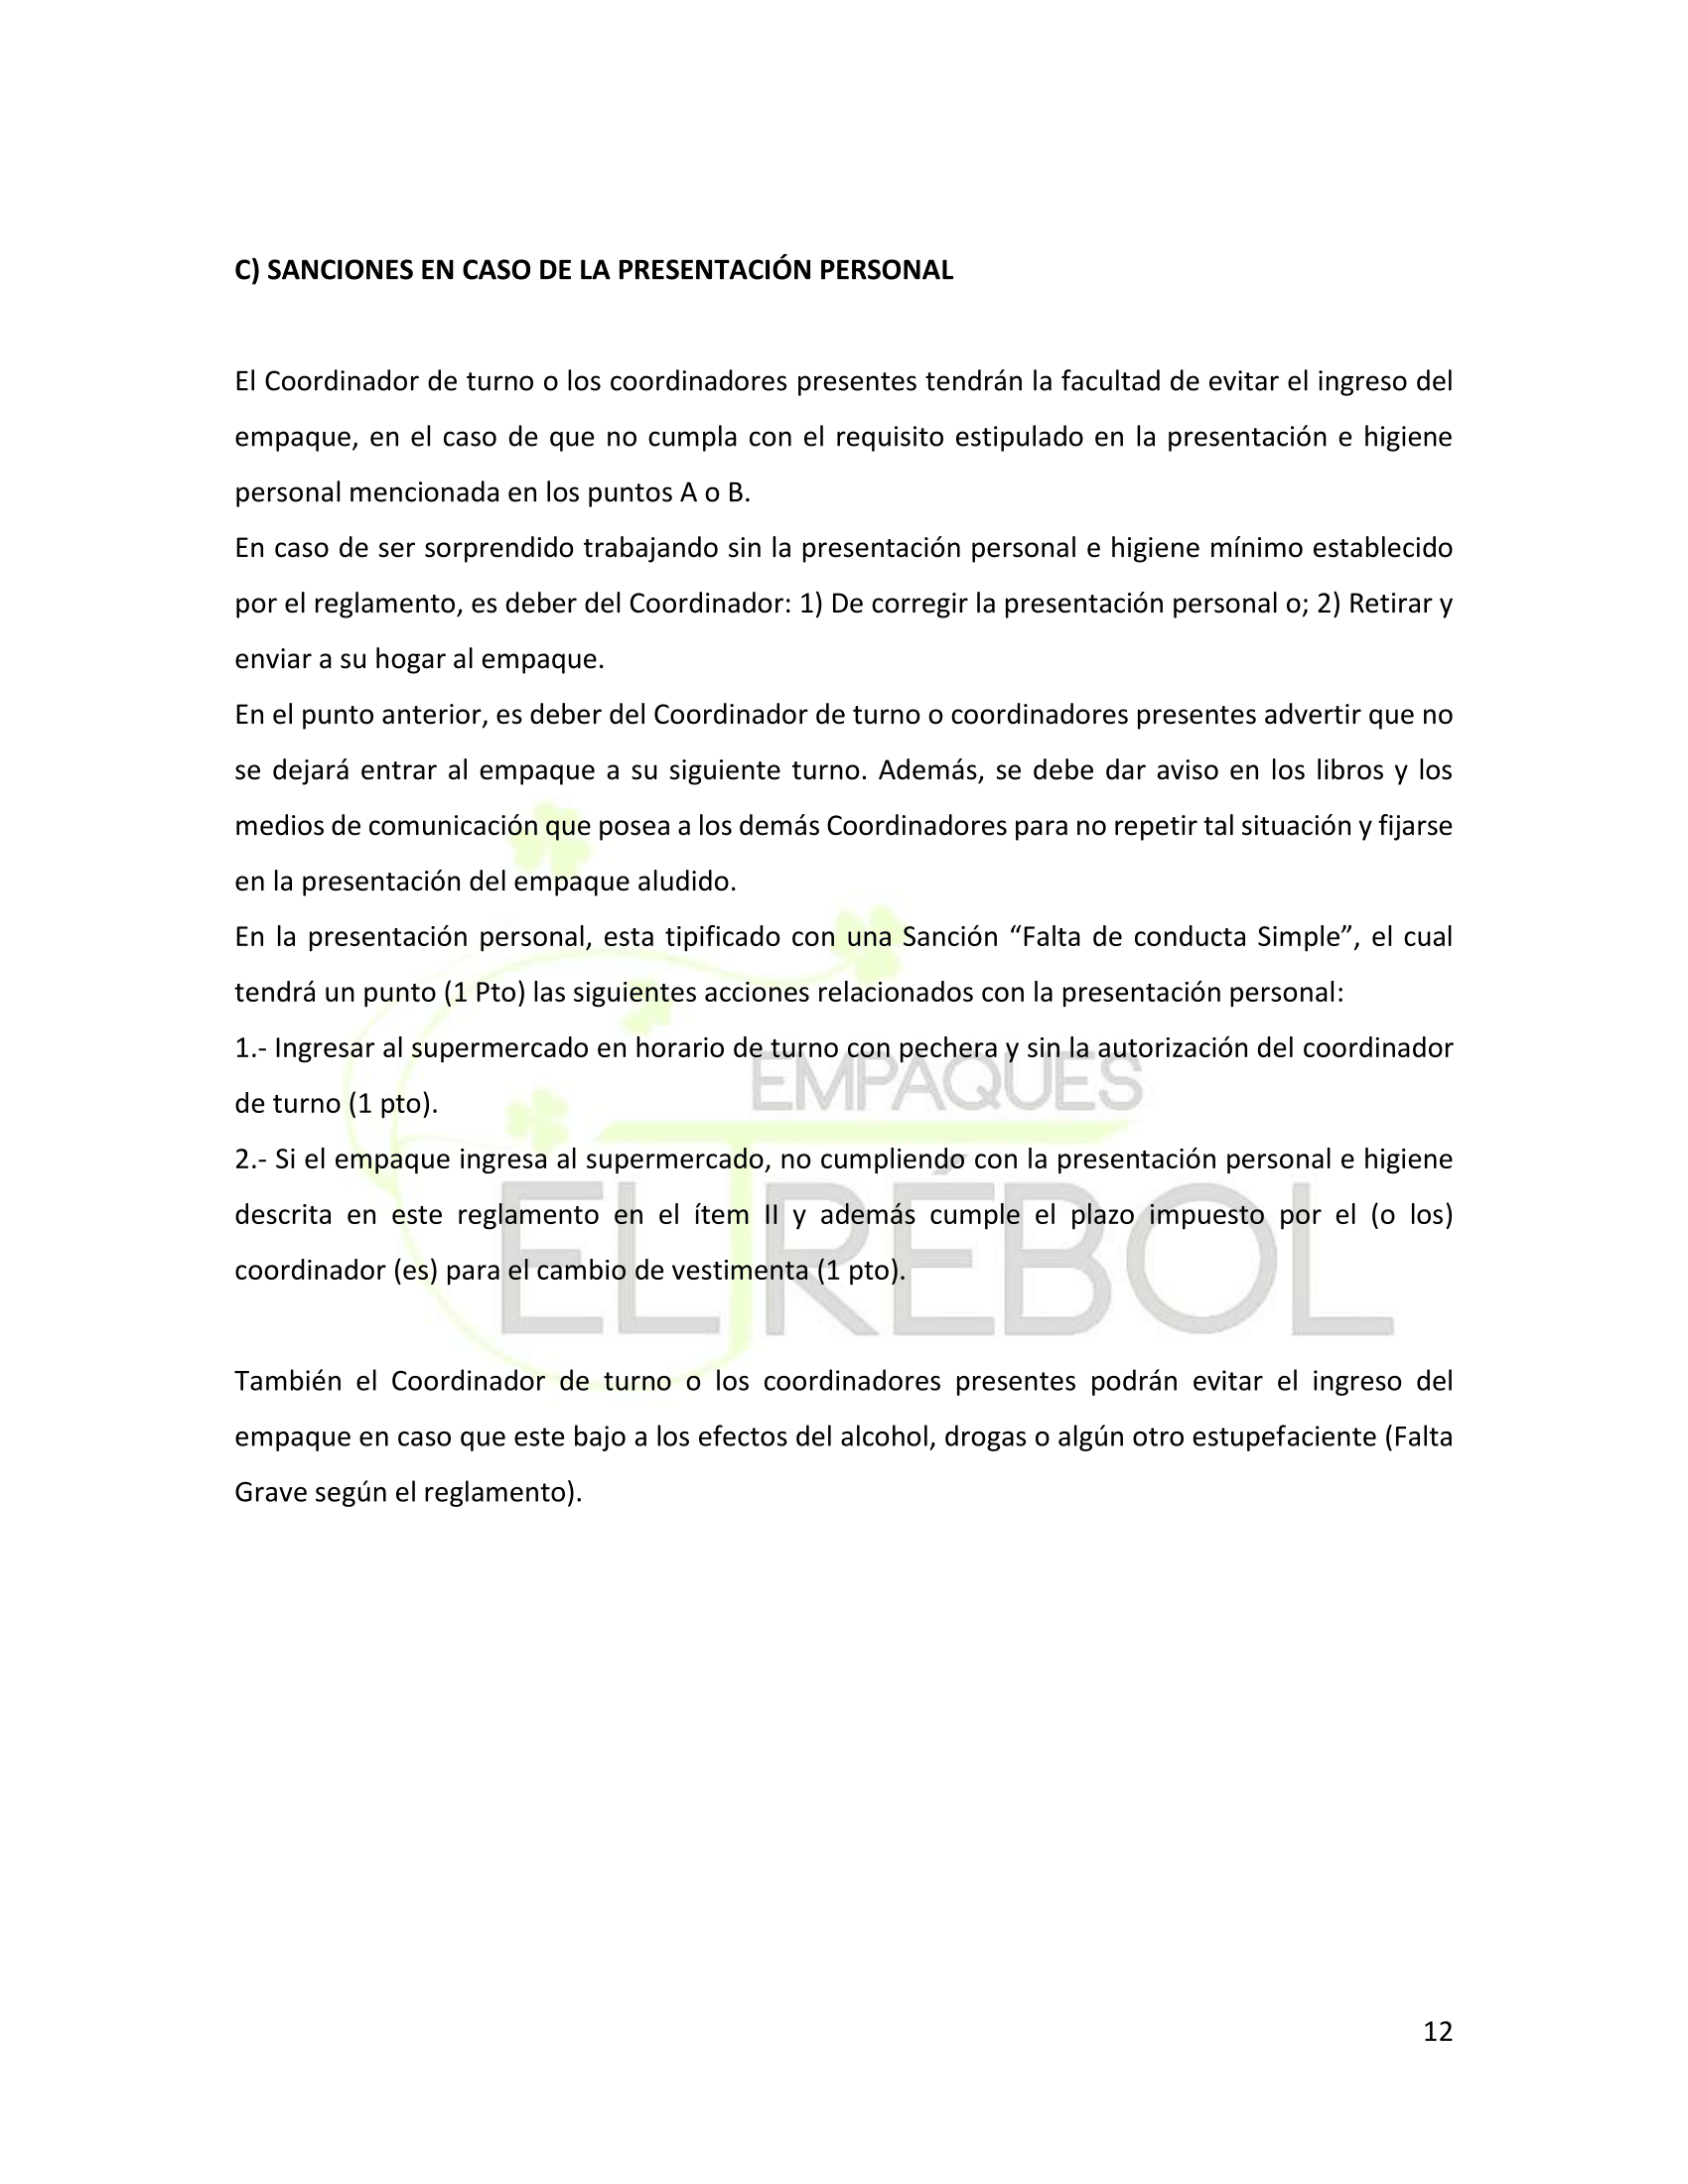 C) SANCIONES EN CASO DE LA PRESENTACIÓN PERSONAL
El Coordinador de turno o los coordinadores presentes tendrán la facultad de evitar el ingreso del
empaque, en el caso de que no cumpla con el requisito estipulado en la presentación e higiene
personal mencionada en los puntos A o B.
En caso de ser sorprendido trabajando sin la presentación personal e higiene mínimo establecido
por el reglamento, es deber del Coordinador: 1) De corregir la presentación personal o; 2) Retirar y
enviar a su hogar al empaque.
En el punto anterior, es deber del Coordinador de turno o coordinadores presentes advertir que no
se dejará entrar al empaque a su siguiente turno. Además, se debe dar aviso en los libros y los
medios de comunicación que posea a los demás Coordinadores para no repetir tal situación y fijarse
en la presentación del empaque aludido.
En la presentación personal, esta tipificado con una Sanción “Falta de conducta Simple”, el cual
tendrá un punto (1 Pto) las siguientes acciones relacionados con la presentación personal:
1.- Ingresar al supermercado en horario de turno con pechera y sin la autorización del coordinador
de turno (1 pto).
EMPAQUES
2.- Si el empaque ingresa al supermercado, no cumpliendo con la presentación personal e higiene
descrita en este reglamento en el ítem II y además cumple el plazo impuesto por el (o los)
coordinador (es) para el cambio de vestimenta (1 pto).
EL TRÉBOL
También el Coordinador de turno o los coordinadores presentes podrán evitar el ingreso del
empaque en caso que este bajo a los efectos del alcohol, drogas o algún otro estupefaciente (Falta
Grave según el reglamento).
12